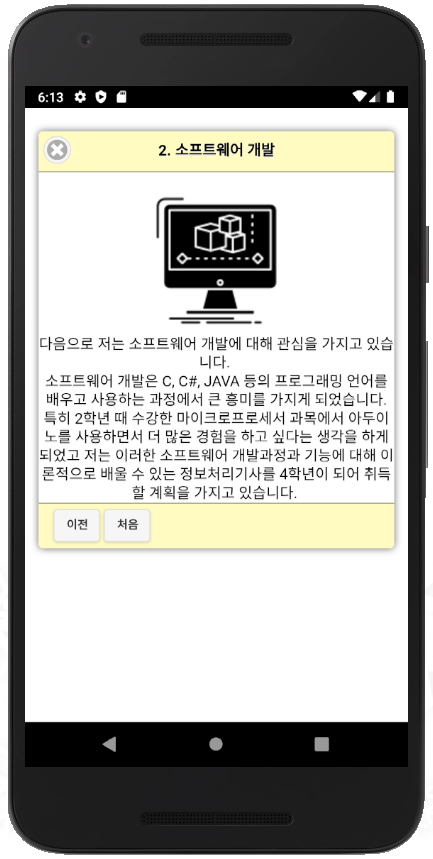 6:13
2. 소프트웨어 개발
다음으로 저는 소프트웨어 개발에 대해 관심을 가지고 있습
니다.
소프트웨어 개발은 C, C#, JAVA 등의 프로그래밍 언어를
배우고 사용하는 과정에서 큰 흥미를 가지게 되었습니다.
특히 2학년 때 수강한 마이크로프로세서 과목에서 아두이
노를 사용하면서 더 많은 경험을 하고 싶다는 생각을 하게
되었고 저는 이러한 소프트웨어 개발과정과 기능에 대해 이
론적으로 배울 수 있는 정보처리기사를 4학년이 되어 취득
할 계획을 가지고 있습니다.
이전 처음